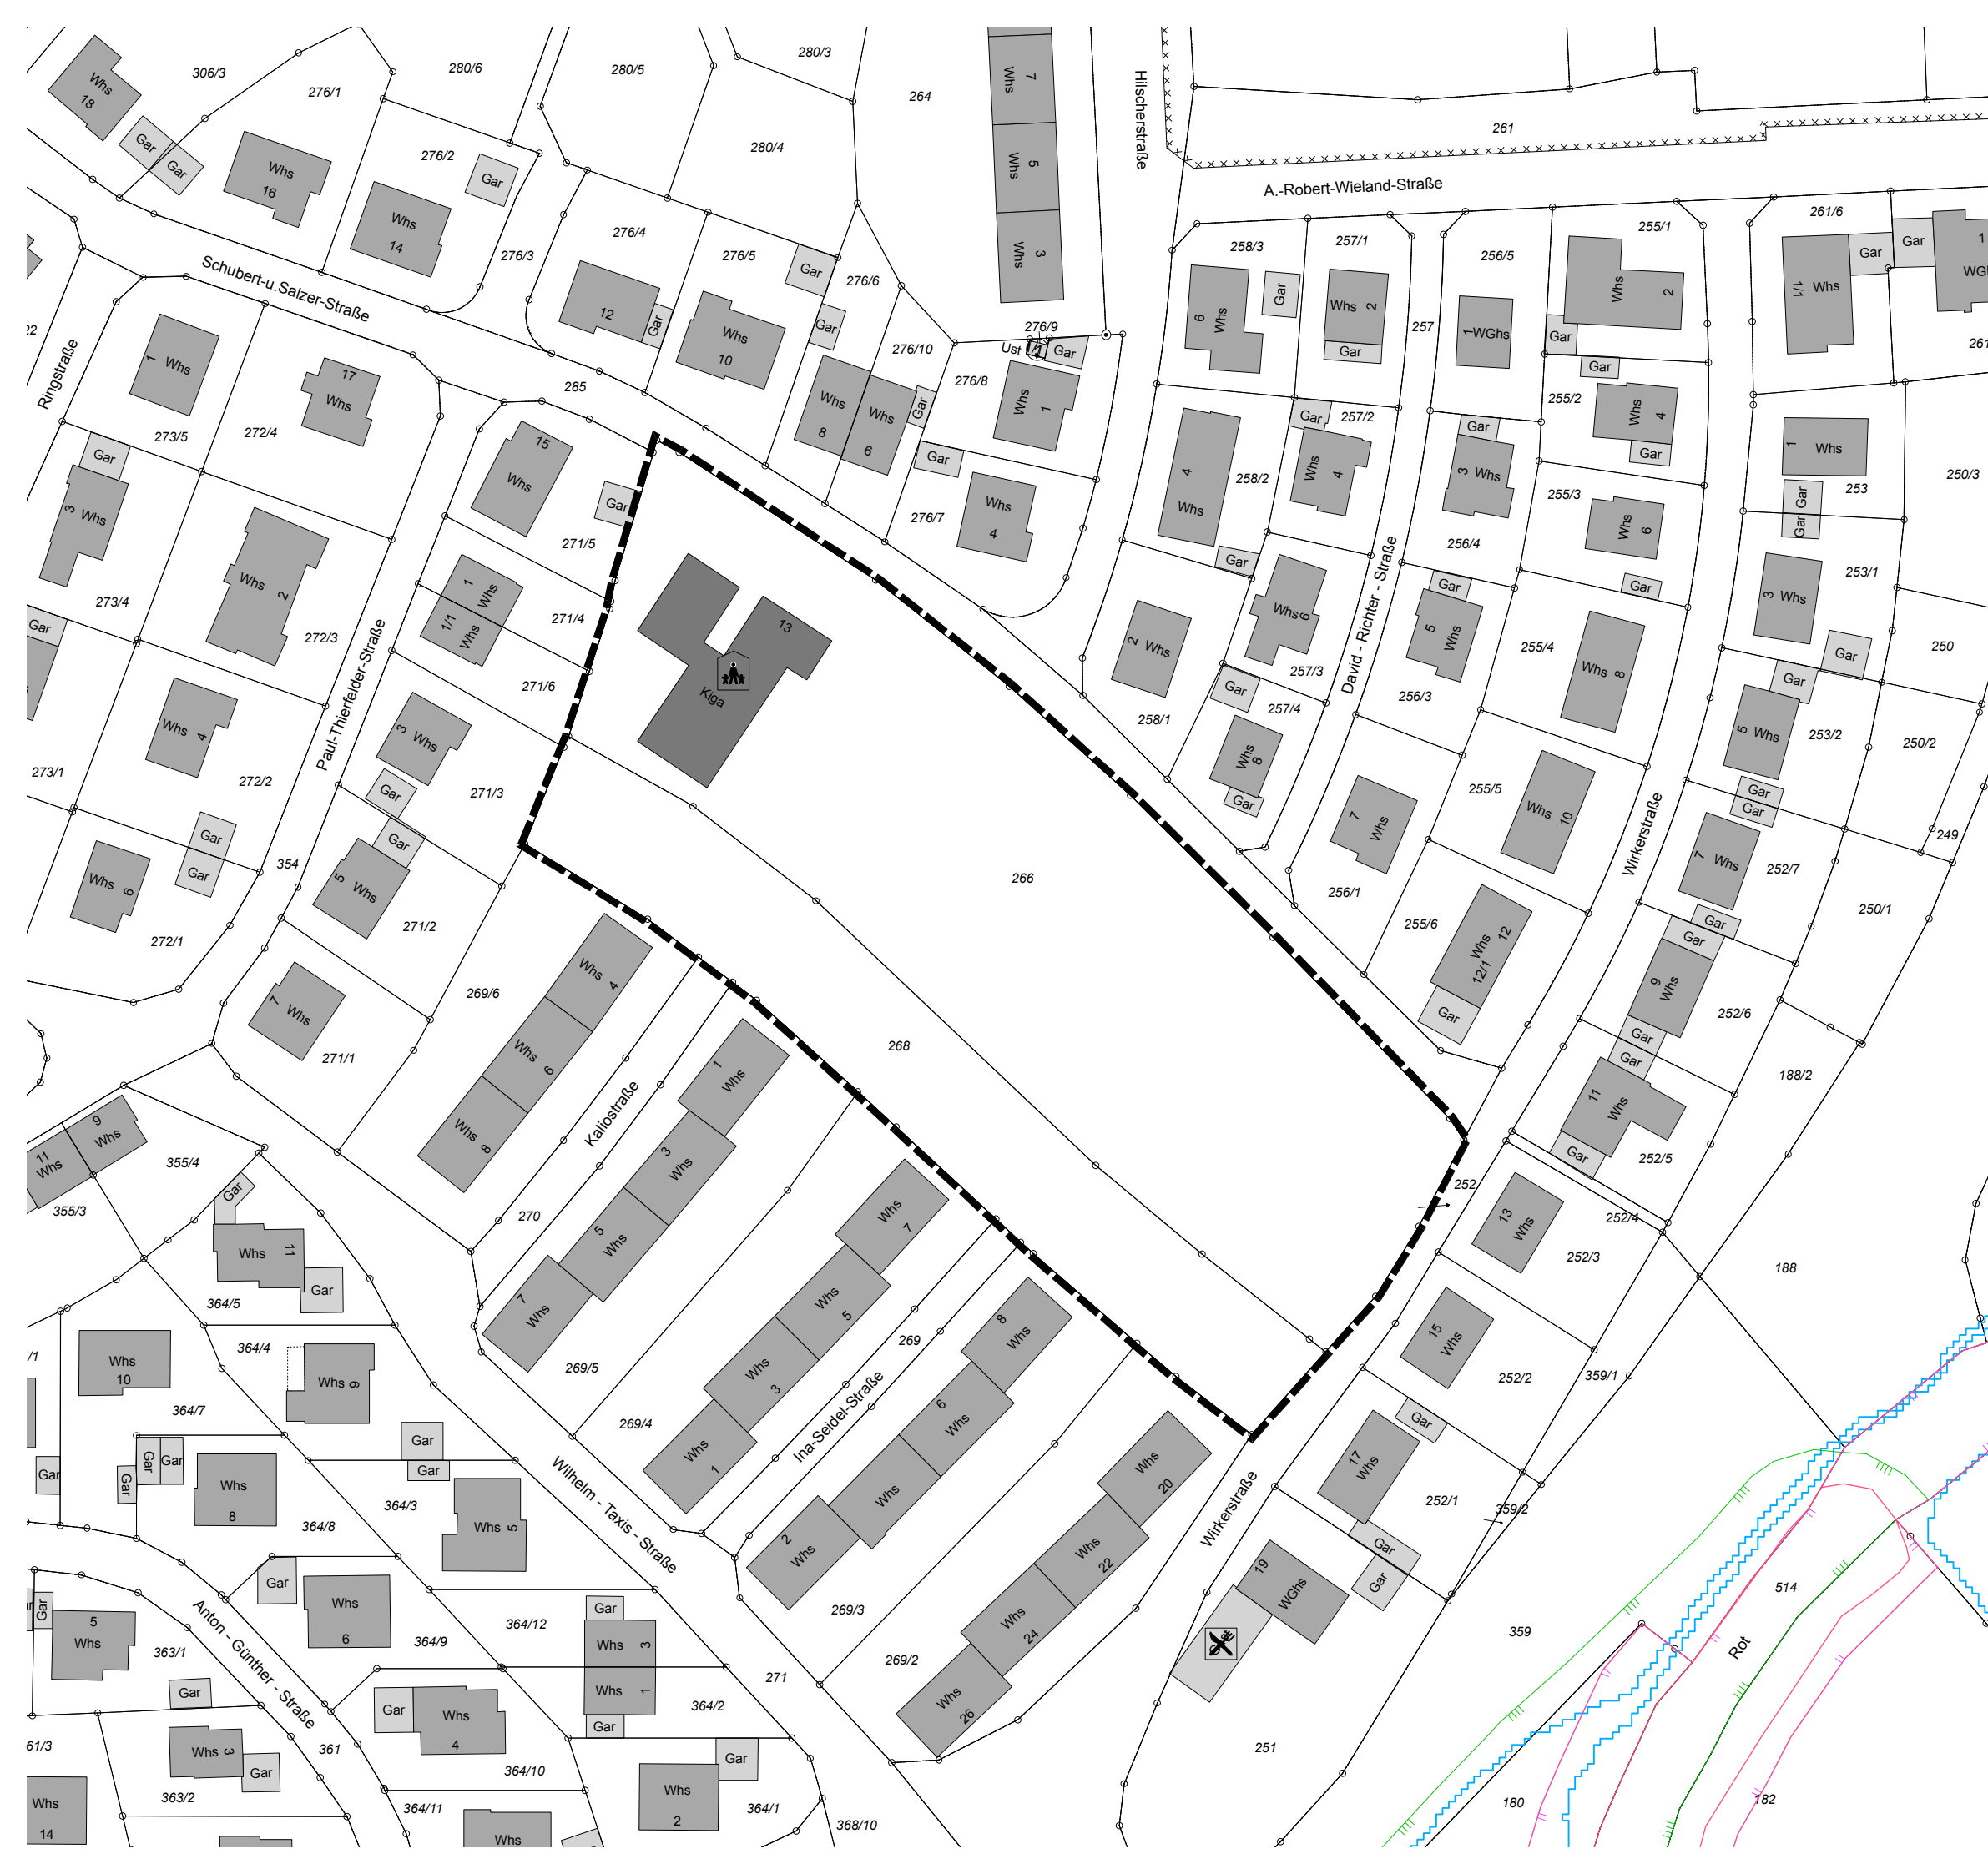 306/3
276/1
280/6
280/5
280/3
264
Whs
18
Gar
Gar
Whs
16
276/2
Gar
Whs
14
276/3
280/4
7
Whs
5
Whs
3
Whs
Hilscherstraße
261
A.-Robert-Wieland-Straße
Schubert-u.Salzer-Straße
276/4
276/5
Gar
276/6
12
Gar
Whs
10
Gar
276/10
276/9
Ust
Gar
276/8
Whs
1
258/3
257/1
256/5
255/1
261/6
6
Whs
Gar
Whs
2
Gar
257
1
WGhs
Whs
2
Gar
1/1
Whs
Gar
Gar
1
22
Ringstraße
1
Whs
17
Whs
273/5
272/4
285
Whs
8
Whs
6
Gar
Gar
276/7
Whs
4
4
Whs
258/2
Gar
257/2
Whs
4
Gar
3
Whs
255/2
Gar
Whs
4
Gar
255/3
Whs
6
256/4
1
Whs
253
Gar
Gar
250/3
Gar
3
Whs
15
Whs
Gar
271/5
1
Whs
1/1
Whs
271/4
Whs
2
273/4
272/3
Gar
Paul-Thierfelder-Straße
271/6
13
Kiga
Gar
2
Whs
258/1
Whs
6
257/3
Gar
257/4
Whs
8
Gar
David - Richter - Straße
Gar
5
Whs
256/3
Gar
255/4
Whs
8
253/1
3
Whs
Gar
Gar
250
5
Whs
253/2
250/2
273/1
Whs
4
272/2
3
Whs
271/3
Gar
Gar
Gar
Gar
Whs
6
354
5
Whs
271/2
272/1
266
7
Whs
256/1
255/5
Whs
10
Wirkerstraße
Gar
Gar
7
Whs
252/7
249
250/1
255/6
Whs
12
12/1
Gar
Gar
Gar
9
Whs
252/6
269/6
Whs
4
Whs
6
Whs
8
7
Whs
271/1
268
Gar
Gar
11
Whs
Gar
252/5
188/2
Kaliostraße
1
Whs
3
Whs
5
Whs
7
Whs
270
9
Whs
11
Whs
355/4
355/3
Gar
Whs
11
Gar
364/5
Whs
7
Whs
5
Whs
3
Whs
1
252
13
Whs
252/4
252/3
188
/1
Whs
10
364/4
Whs
9
364/7
269/5
269/4
269
Ina-Seidel-Straße
8
Whs
6
Whs
Whs
2
Whs
15
Whs
252/2
359/1
Gar
Gar
Gar
Gar
Gar
Gar
Whs
8
364/8
364/3
Whs
5
Wilhelm - Taxis - Straße
Whs
20
Whs
22
Whs
24
Whs
26
Wirkerstraße
Gar
17
Whs
252/1
359/2
Gar
Gar
19
WGhs
514
Rot
359
Gar
5
Whs
363/1
Anton - Günther - Straße
Gar
Whs
6
364/9
364/12
Gar
Whs
3
Whs
1
Gar
364/2
271
269/3
269/2
Gar
Whs
3
Gar
361
61/3
Gar
Whs
4
364/10
363/2
Whs
14
364/11
Whs
Gar
Whs
2
364/1
368/10
251
180
182